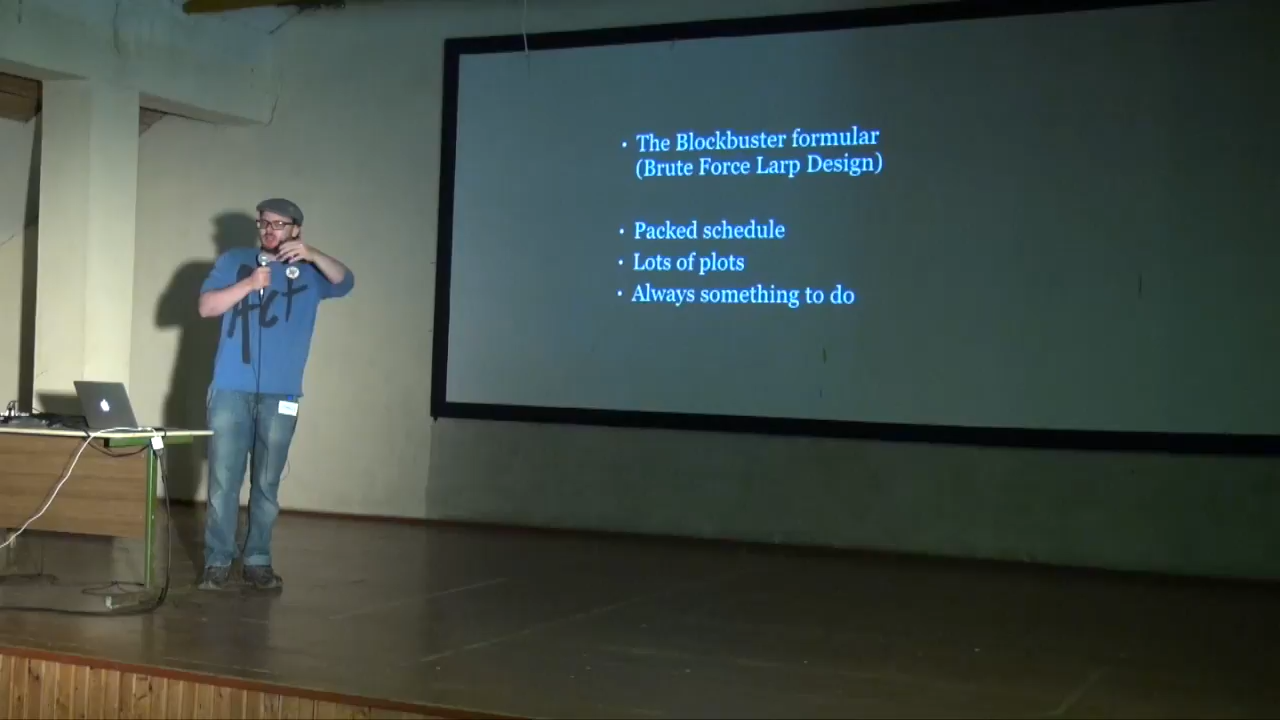 • The Blockbuster formular
(Brute Force Larp Design)
• Packed schedule
• Lots of plots
• Always something to do
Act